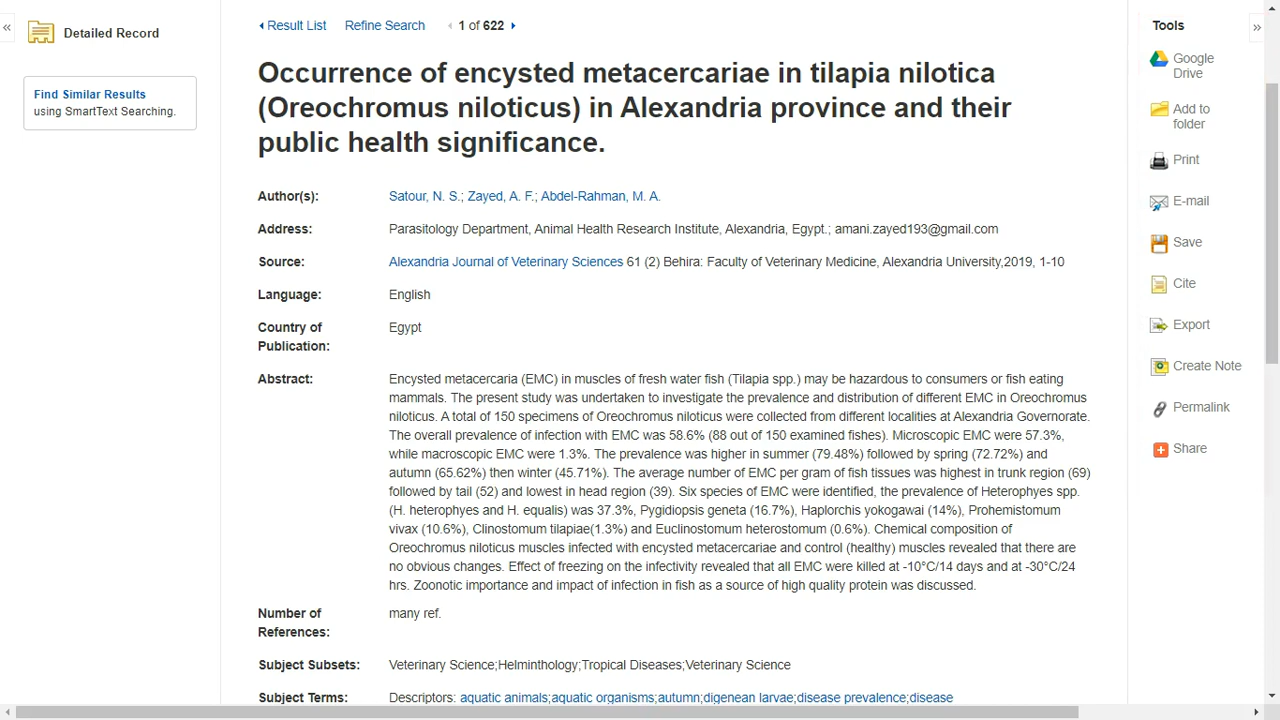 Detailed Record
Find Similar Results
using SmartText Searching.
Result List Refine Search 1 of 622
Occurrence of encysted metacercariae in tilapia nilotica
(Oreochromus niloticus) in Alexandria province and their
public health significance.
Author(s): Satour, N. S.; Zayed, A. F.; Abdel-Rahman, M. A.
Address: Parasitology Department, Animal Health Research Institute, Alexandria, Egypt.; amani.zayed193@gmail.com
Source: Alexandria Journal of Veterinary Sciences 61 (2) Behira: Faculty of Veterinary Medicine, Alexandria University,2019, 1-10
Language: English
Country of Egypt
Publication:
Abstract: Encysted metacercaria (EMC) in muscles of fresh water fish (Tilapia spp.) may be hazardous to consumers or fish eating
mammals. The present study was undertaken to investigate the prevalence and distribution of different EMC in Oreochromus
niloticus. A total of 150 specimens of Oreochromus niloticus were collected from different localities at Alexandria Governorate.
The overall prevalence of infection with EMC was 58.6% (88 out of 150 examined fishes). Microscopic EMC were 57.3%,
while macroscopic EMC were 1.3%. The prevalence was higher in summer (79.48%) followed by spring (72.72%) and
autumn (65.62%) then winter (45.71%). The average number of EMC per gram of fish tissues was highest in trunk region (69)
followed by tail (52) and lowest in head region (39). Six species of EMC were identified, the prevalence of Heterophyes spp.
(H. heterophyes and H. equalis) was 37.3%, Pygidiopsis geneta (16.7%), Haplorchis yokogawai (14%), Prohemistomum
vivax (10.6%), Clinostomum tilapiae(1.3%) and Euclinostomum heterostomum (0.6%). Chemical composition of
Oreochromus niloticus muscles infected with encysted metacercariae and control (healthy) muscles revealed that there are
no obvious changes. Effect of freezing on the infectivity revealed that all EMC were killed at -10°C/14 days and at -30°C/24
hrs. Zoonotic importance and impact of infection in fish as a source of high quality protein was discussed.
Number of many ref.
References:
Subject Subsets: Veterinary Science;Helminthology;Tropical Diseases;Veterinary Science
Subject Terms: Descriptors: aquatic animals;aquatic organisms;autumn;digenean larvae;disease prevalence;disease
Tools
Google
Drive
Add to
folder
Print
E-mail
Save
Cite
Export
Create Note
Permalink
Share